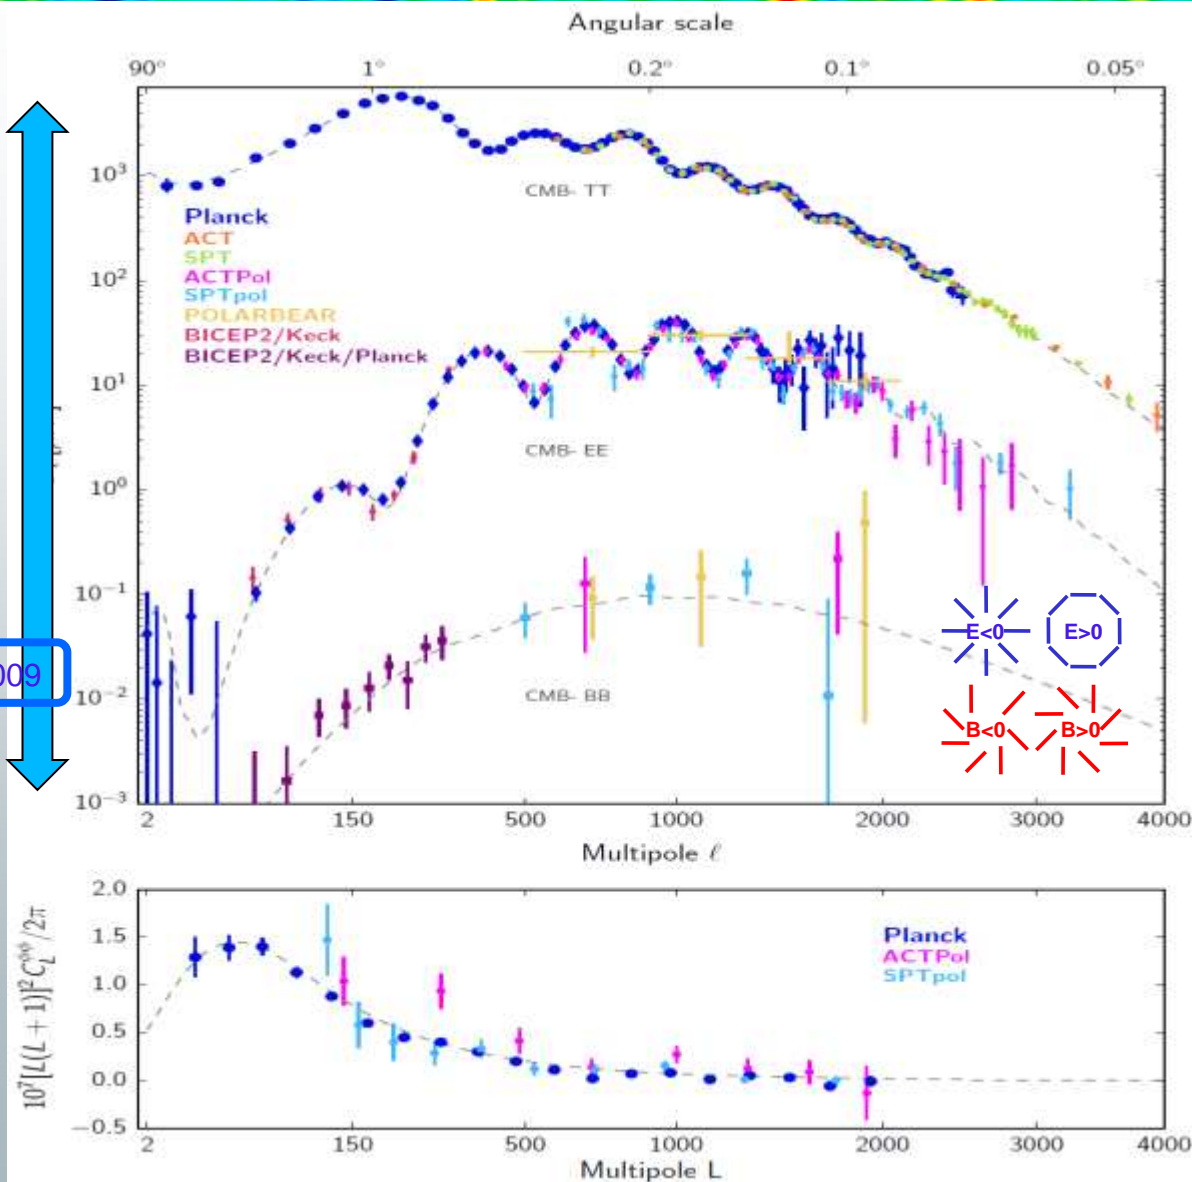 Angular scale
90° 1° 0.2° 0.1° 0.05°
10³
CMB- TT
Planck
ACT
SPT
10²
ACTPol
SPTpol
POLARBEAR
BICEP2/Keck
BICEP2/Keck/Planck
10¹
CMB- EE
10⁰
10⁻¹
E<0 E>0
009
10⁻²
CMB- BB
B<0 B>0
10⁻³
2 150 500 1000 2000 3000 4000
Multipole ℓ
2.0
1.5
1.0
0.5
0.0
−0.5
10⁷[L(L + 1)]²C_L^ϕϕ/2π
Planck
ACTPol
SPTpol
2 150 500 1000 2000 3000 4000
Multipole L